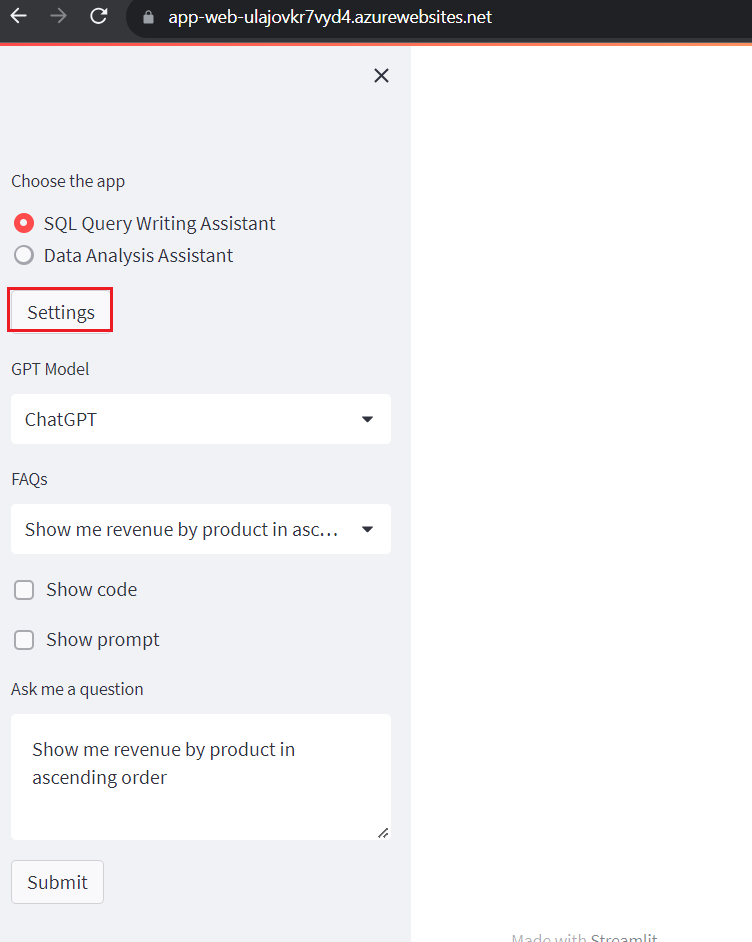 app-web-ulajovkr7vyd4.azurewebsites.net
Choose the app
SQL Query Writing Assistant
Data Analysis Assistant
Settings
GPT Model
ChatGPT
FAQs
Show me revenue by product in asc...
Show code
Show prompt
Ask me a question
Show me revenue by product in
ascending order
Submit
Made with Streamlit